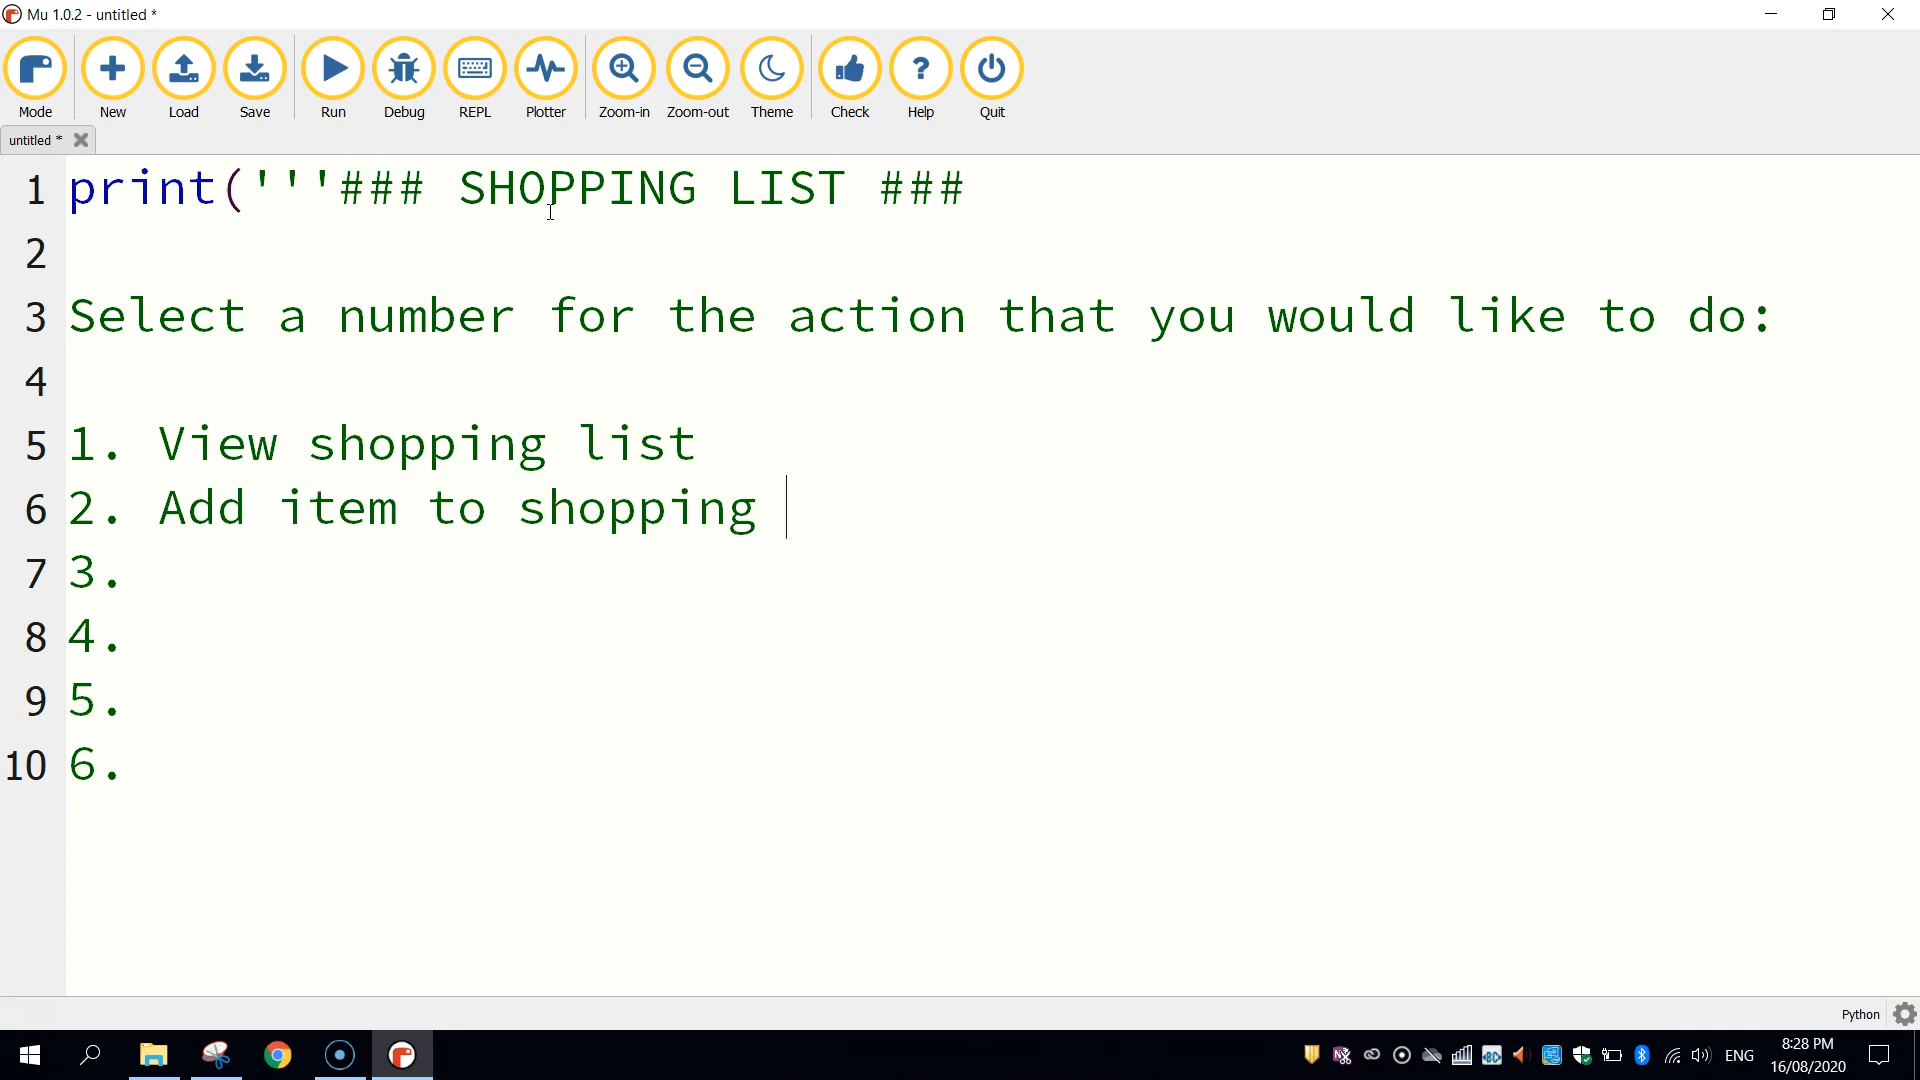 Mu 1.0.2 - untitled *
Mode New Load Save Run Debug REPL Plotter Zoom-in Zoom-out Theme Check Help Quit
untitled *
1 print('''### SHOPPING LIST ###
2
3 Select a number for the action that you would like to do:
4
5 1. View shopping list
6 2. Add item to shopping
7 3.
8 4.
9 5.
10 6.
Python
ENG
8:28 PM
16/08/2020